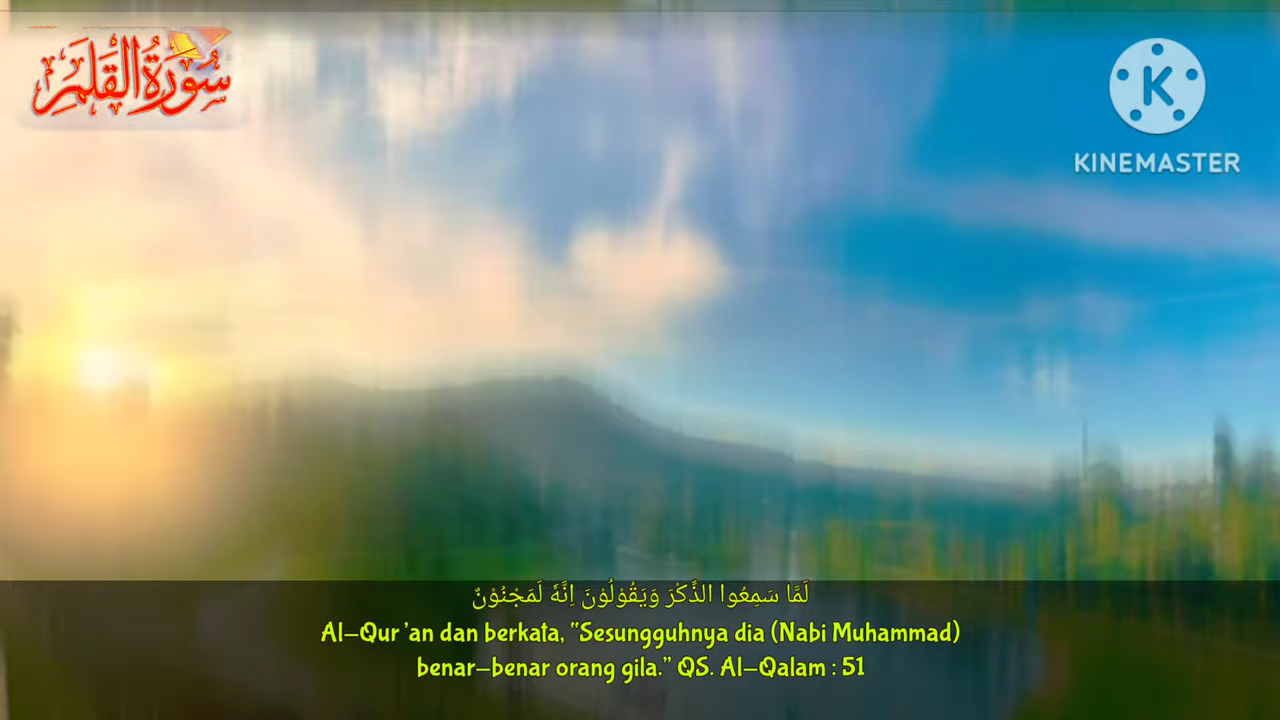 سُوْرَةُ الْقَلَمِ
KINEMASTER
لَمَّا سَمِعُوا الذِّكْرَ وَيَقُوْلُوْنَ اِنَّهٗ لَمَجْنُوْنٌ
Al-Qur'an dan berkata, "Sesungguhnya dia (Nabi Muhammad)
benar-benar orang gila." QS. Al-Qalam : 51